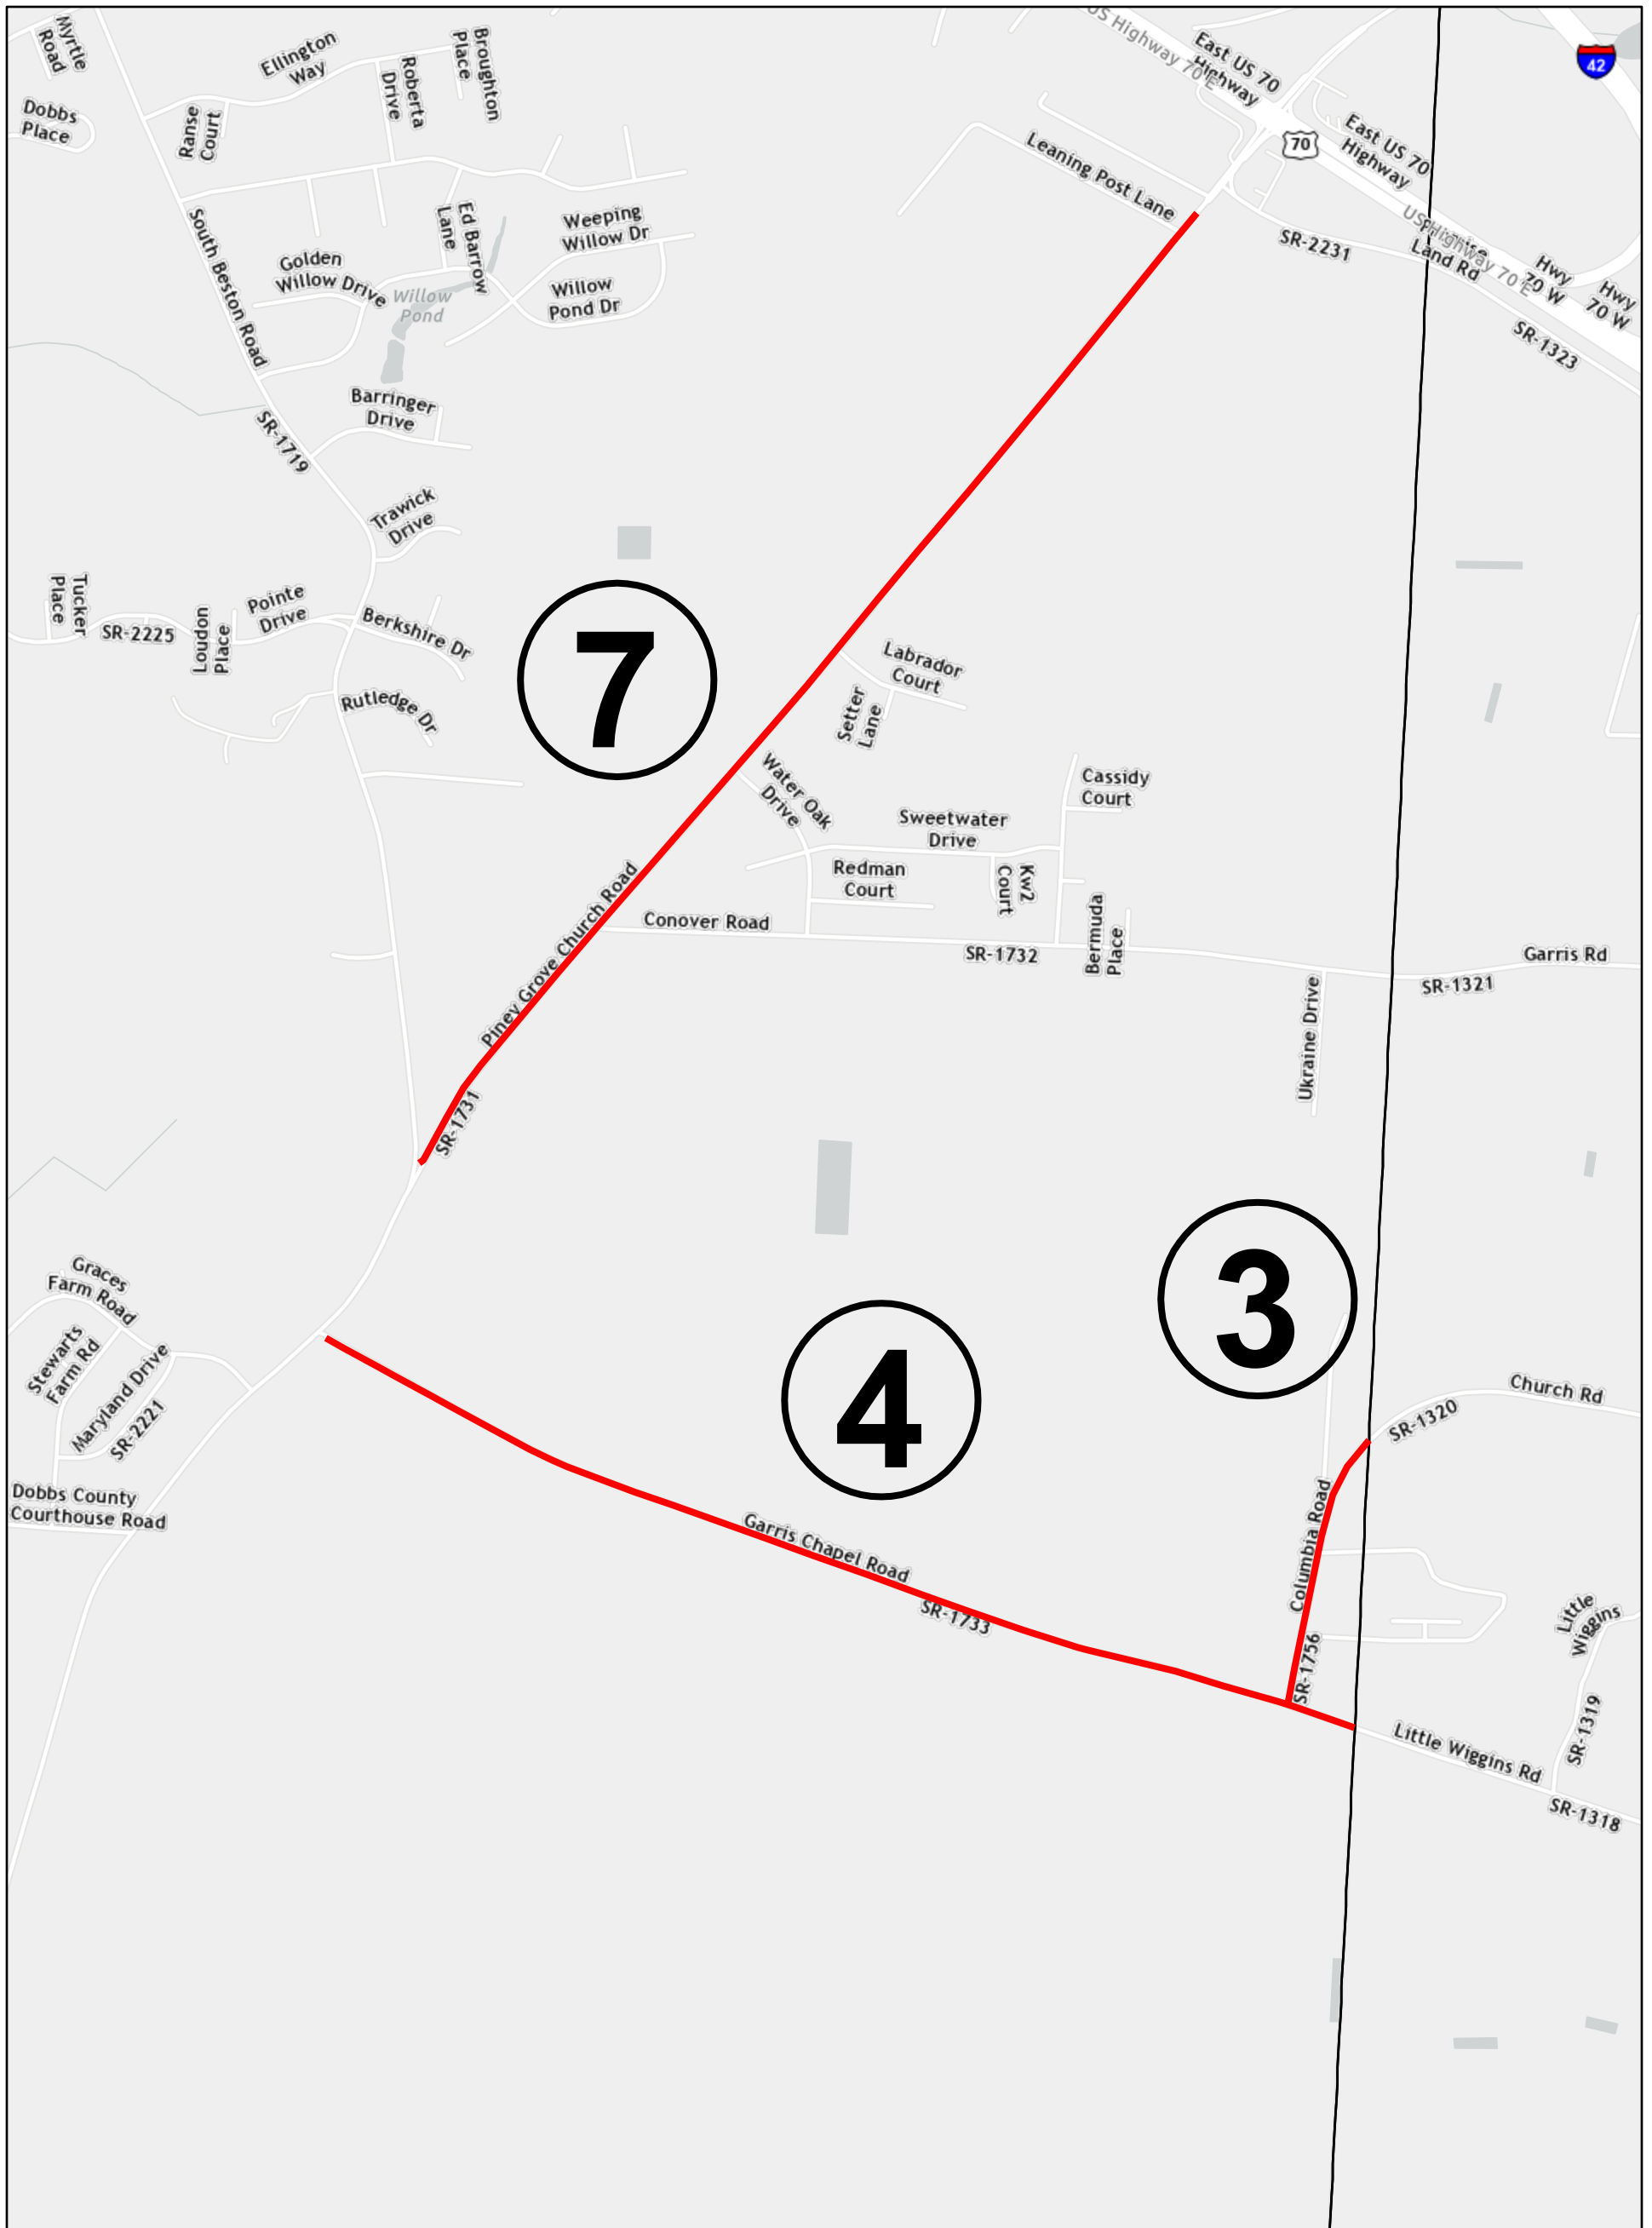 Myrtle
Road
Dobbs
Place
Ellington
Way
Ranse
Court
Roberta
Drive
Broughton
Place
US Highway 70 E
East US 70
Highway
42
70
East US 70
Highway
Leaning Post Lane
SR-2231
US Highway 70 E
Land Rd
Hwy
70 W
Hwy
70 W
SR-1323
South Beston Road
Ed Barrow
Lane
Weeping
Willow Dr
Golden
Willow Drive
Willow
Pond
Willow
Pond Dr
Barringer
Drive
SR-1719
Trawick
Drive
Tucker
Place
SR-2225
Loudon
Place
Pointe
Drive
Berkshire Dr
Rutledge Dr
7
Labrador
Court
Setter
Lane
Water Oak
Drive
Cassidy
Court
Sweetwater
Drive
Redman
Court
Kw2
Court
Bermuda
Place
Piney Grove Church Road
Conover Road
SR-1732
Garris Rd
SR-1321
Ukraine Drive
SR-1731
3
4
Graces
Farm Road
Stewarts
Farm Rd
Maryland Drive
SR-2221
Dobbs County
Courthouse Road
Church Rd
SR-1320
Columbia Road
Garris Chapel Road
SR-1733
SR-1756
Little
Wiggins
SR-1319
Little Wiggins Rd
SR-1318